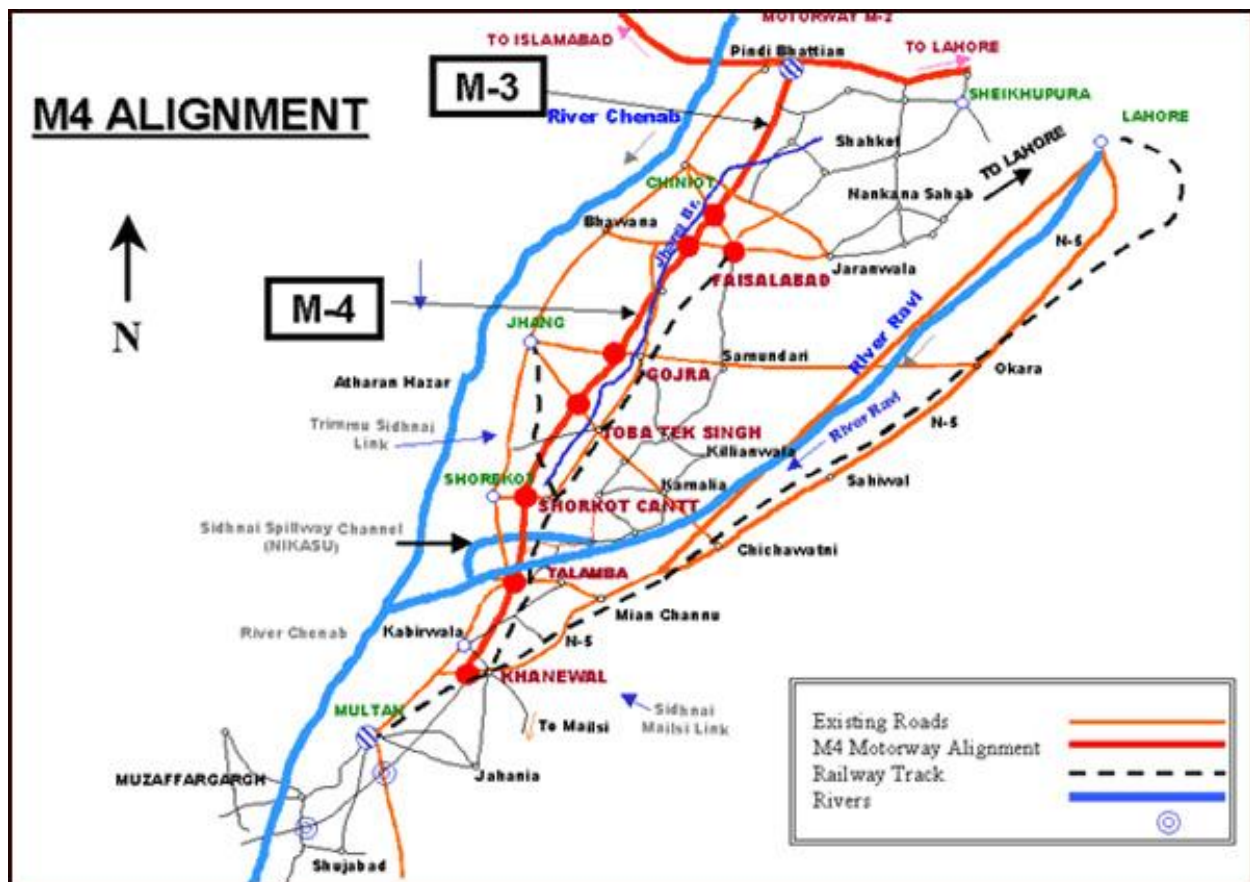 MOTORWAY M-2
TO ISLAMABAD
Pindi Bhattian
TO LAHORE
M-3
M4 ALIGNMENT
SHEIKHUPURA
River Chenab
LAHORE
Shahkot
TO LAHORE
CHINIOT
Nankana Sahab
Bhawana
Jhang Br.
N-5
Jaranwala
FAISALABAD
M-4
N
JHANG
River Ravi
Samundari
GOJRA
Okara
Atharan Hazar
Trimmu Sidhnai
Link
TOBA TEK SINGH
River Ravi
N-5
Killianwala
SHOREKOT
Kamalia
Sahiwal
SHORKOT CANTT
Sidhnai Spillway Channel
(NIKASU)
Chichawatni
TALAMBA
Mian Channu
River Chenab
Kabirwala
N-5
KHANEWAL
MULTAN
Sidhnai
Mailsi Link
To Mailsi
MUZAFFARGARGH
Jahania
Shujabad
Existing Roads
M4 Motorway Alignment
Railway Track
Rivers